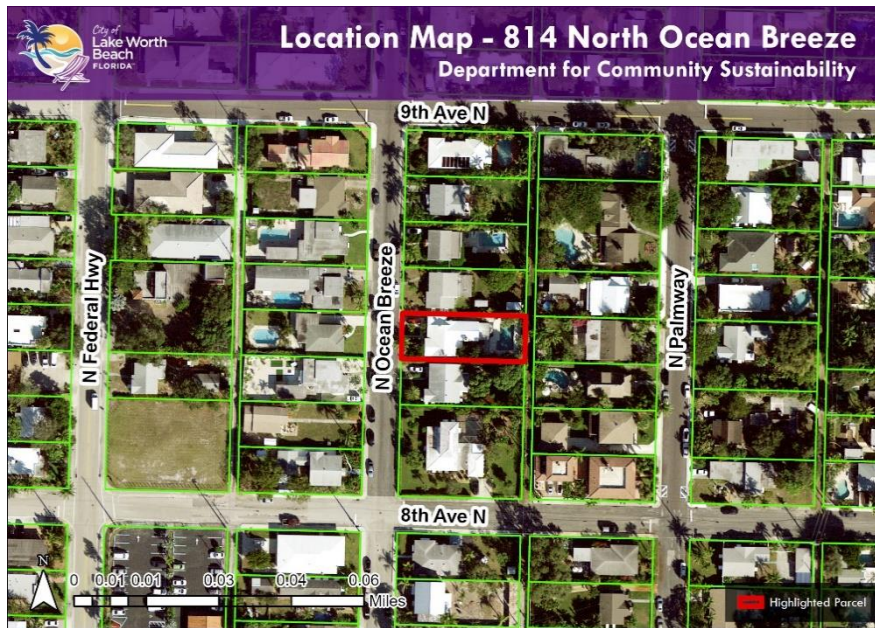 City of
Lake Worth
Beach
FLORIDA
Location Map - 814 North Ocean Breeze
Department for Community Sustainability
9th Ave N
N Federal Hwy
N Ocean Breeze
N Palmway
8th Ave N
N
0 0.01 0.01 0.03 0.04 0.06
Miles
Highlighted Parcel